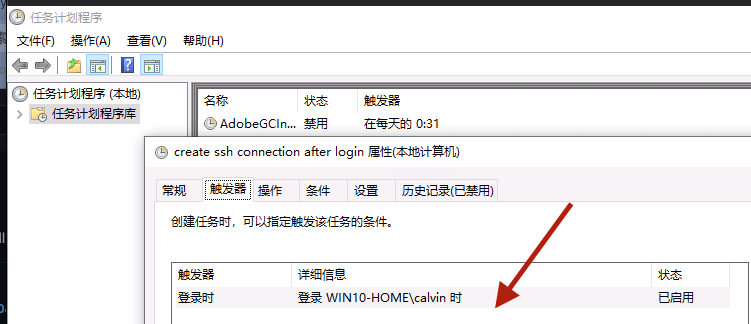 任务计划程序
文件(F) 操作(A) 查看(V) 帮助(H)
任务计划程序 (本地)
任务计划程序库
名称 状态 触发器
AdobeGCIn... 禁用 在每天的 0:31
create ssh connection after login 属性(本地计算机)
常规 触发器 操作 条件 设置 历史记录(已禁用)
创建任务时，可以指定触发该任务的条件。
触发器 详细信息 状态
登录时 登录 WIN10-HOME\calvin 时 已启用